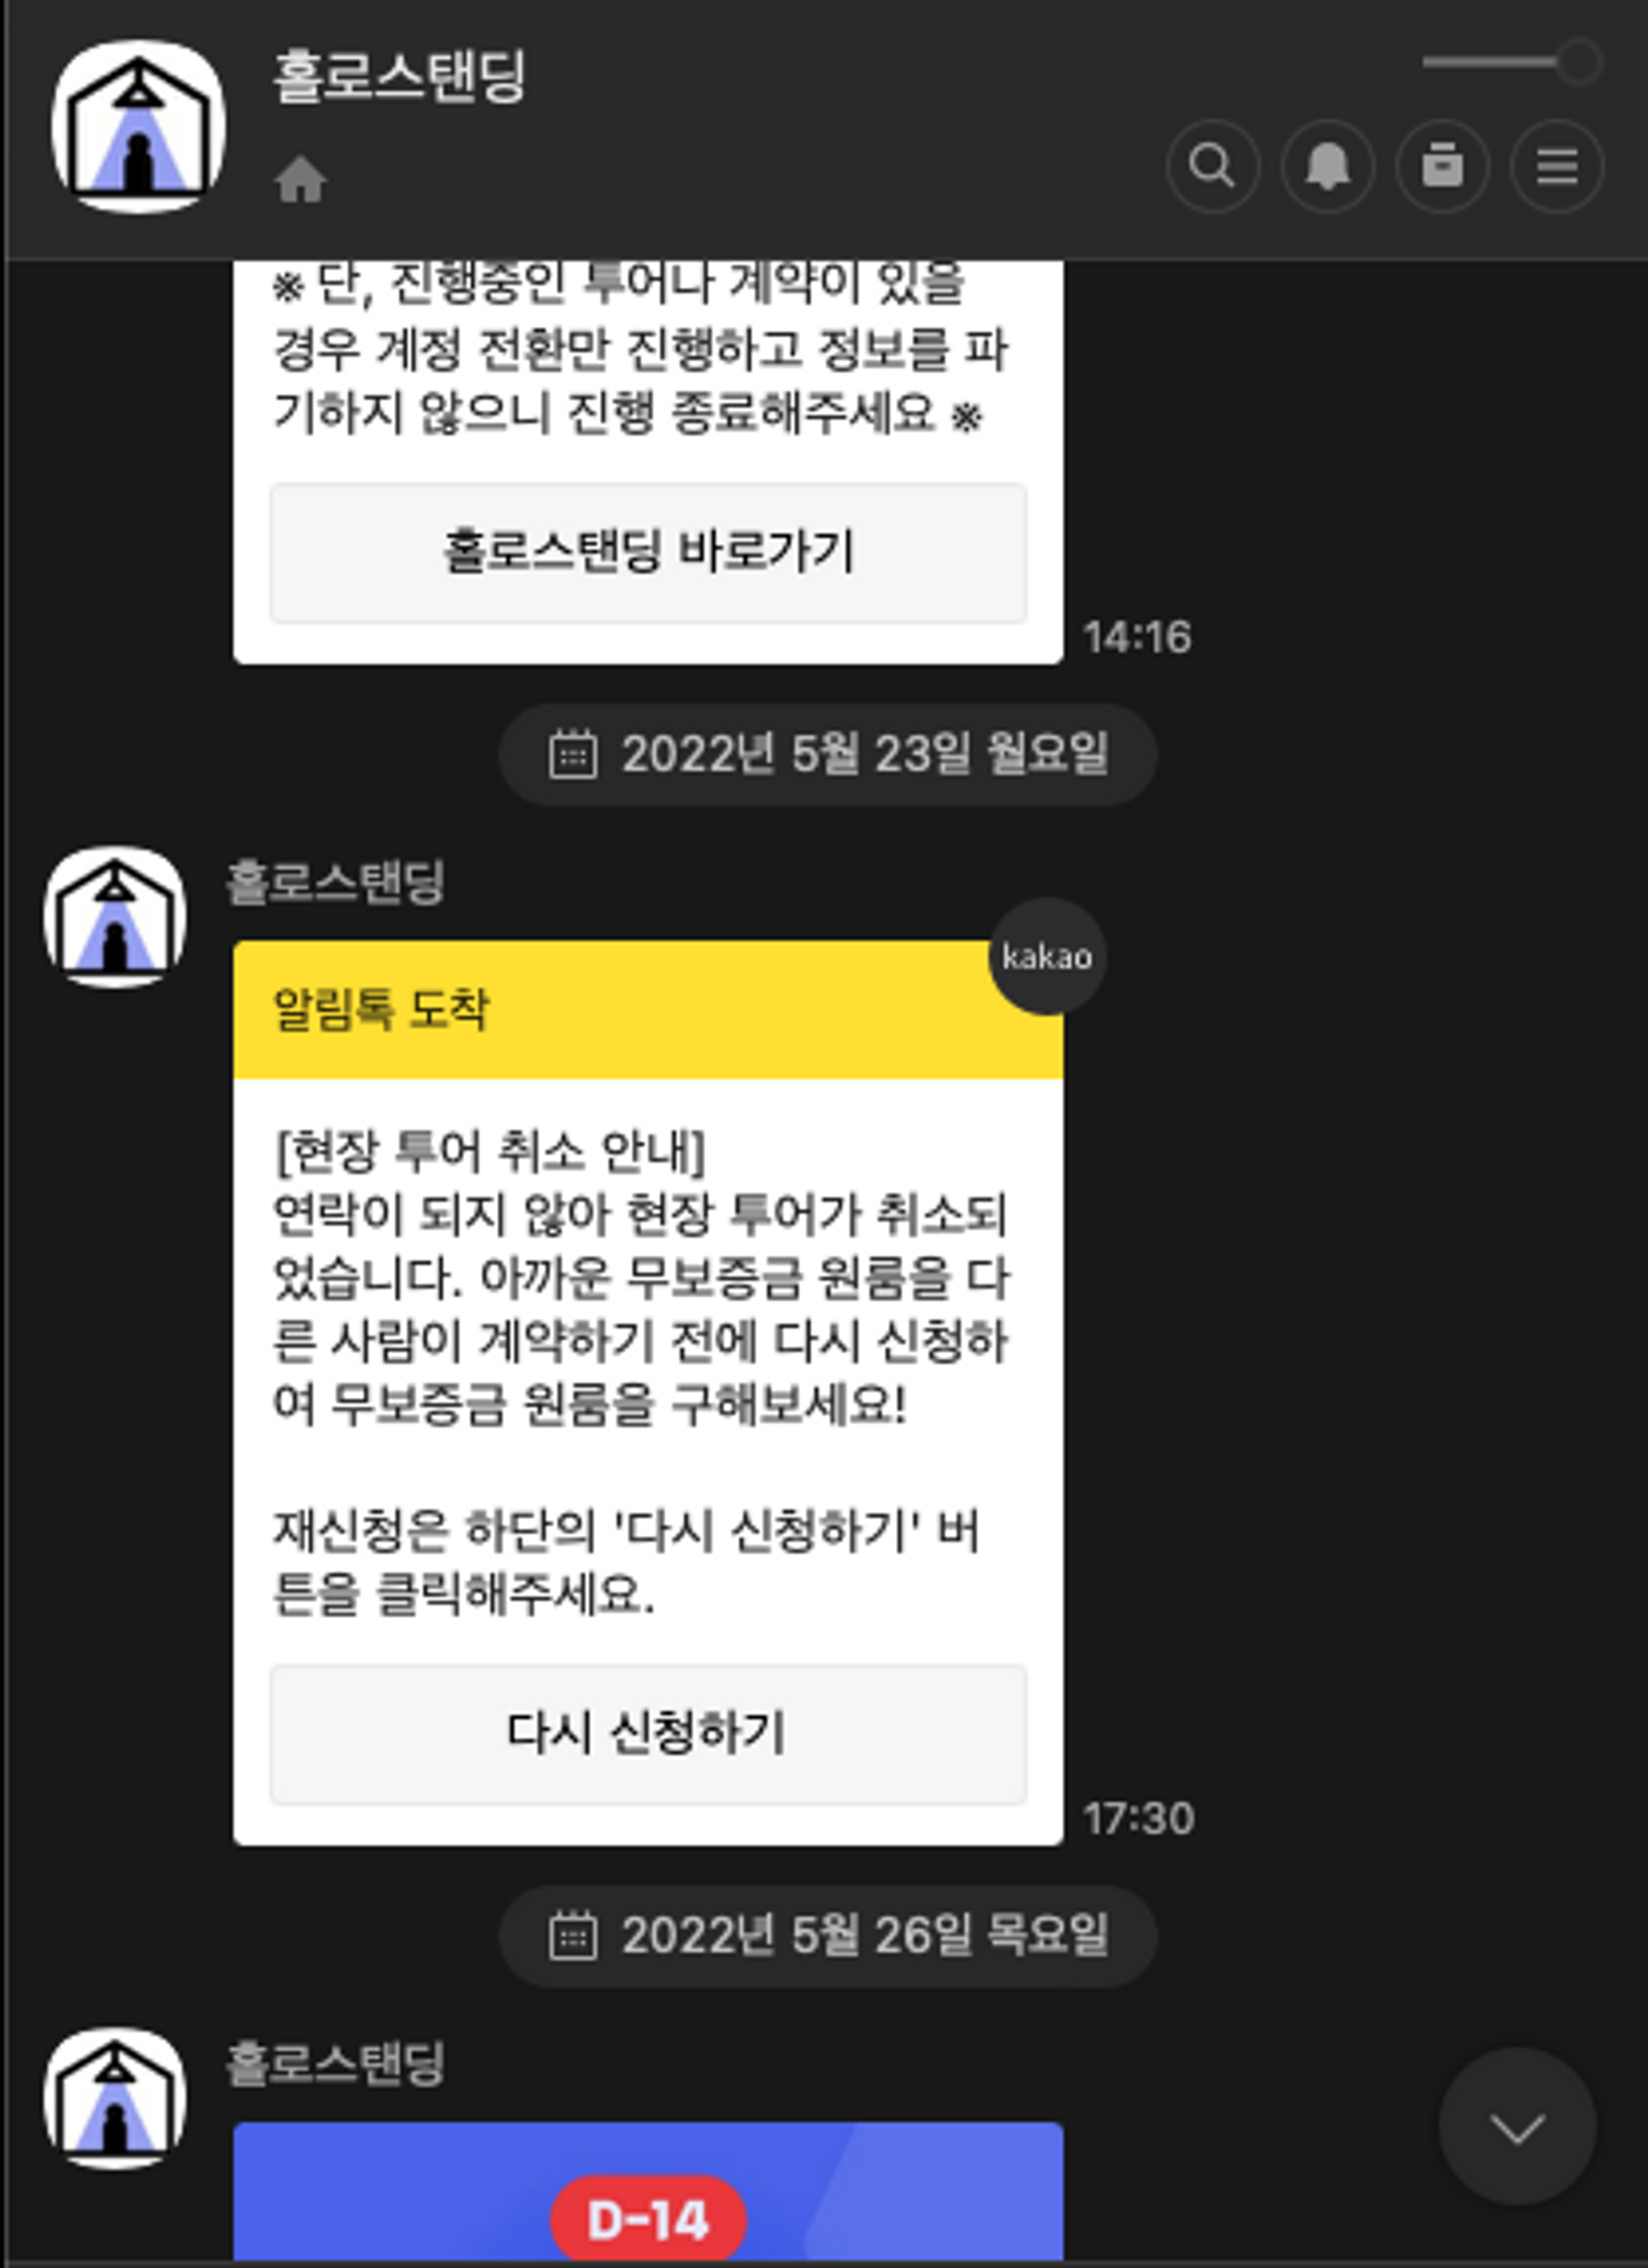 홀로스탠딩
※ 단, 진행중인 투어나 계약이 있을
경우 계정 전환만 진행하고 정보를 파
기하지 않으니 진행 종료해주세요 ※
홀로스탠딩 바로가기
14:16
2022년 5월 23일 월요일
홀로스탠딩
kakao
알림톡 도착
[현장 투어 취소 안내]
연락이 되지 않아 현장 투어가 취소되
었습니다. 아까운 무보증금 원룸을 다
른 사람이 계약하기 전에 다시 신청하
여 무보증금 원룸을 구해보세요!
재신청은 하단의 '다시 신청하기' 버
튼을 클릭해주세요.
다시 신청하기
17:30
2022년 5월 26일 목요일
홀로스탠딩
D-14